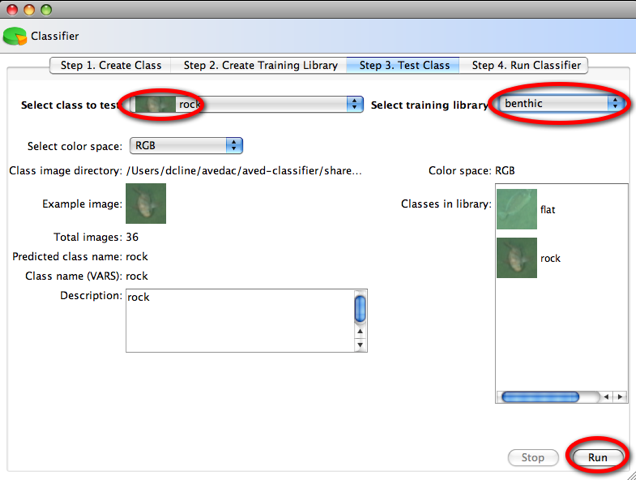 Classifier
Step 1. Create Class Step 2. Create Training Library Step 3. Test Class Step 4. Run Classifier
Select class to test rock Select training library benthic
Select color space: RGB
Class image directory: /Users/dcline/avedac/aved-classifier/share... Color space: RGB
Example image: Classes in library: flat
Total images: 36
Predicted class name: rock rock
Class name (VARS): rock
Description: rock
Stop Run